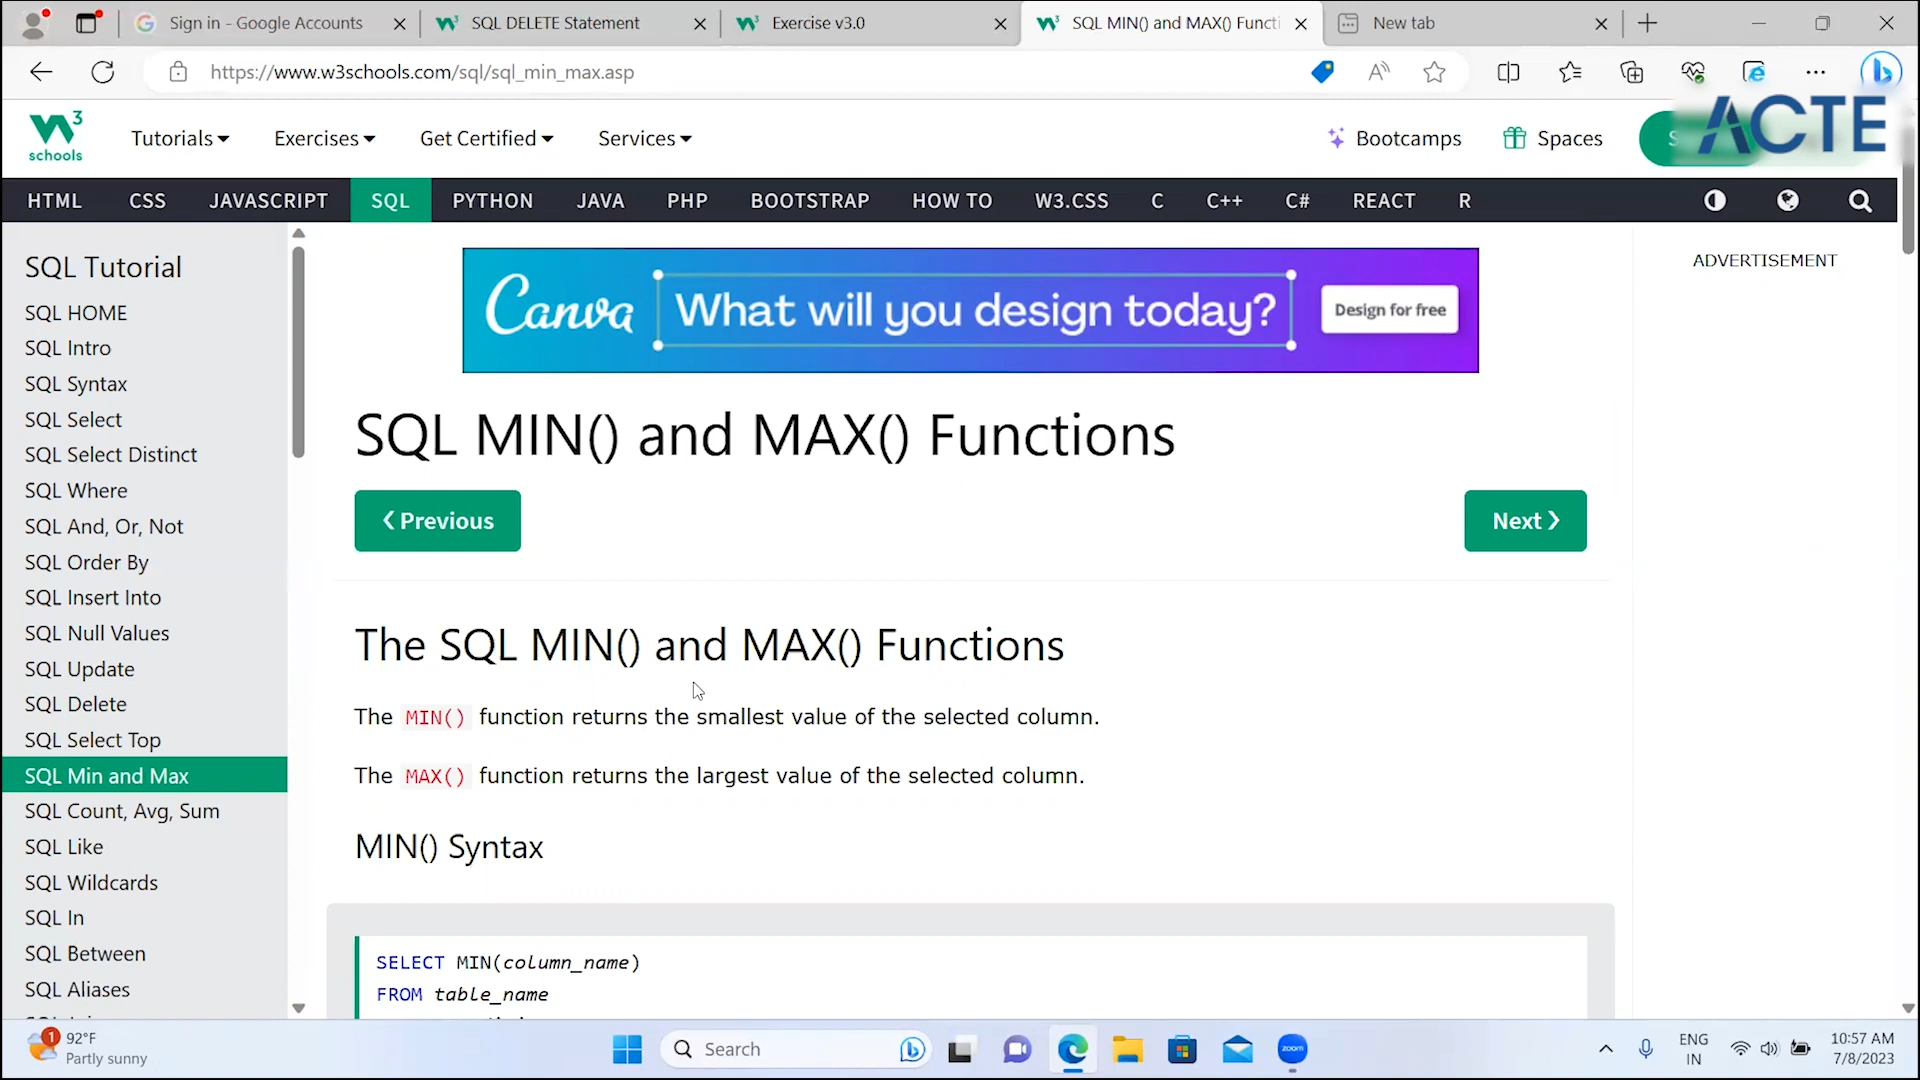 Sign in - Google Accounts
SQL DELETE Statement
Exercise v3.0
SQL MIN() and MAX() Functi
New tab
https://www.w3schools.com/sql/sql_min_max.asp
3
schools
Tutorials
Exercises
Get Certified
Services
Bootcamps
Spaces
ACTE
HTML
CSS
JAVASCRIPT
SQL
PYTHON
JAVA
PHP
BOOTSTRAP
HOW TO
W3.CSS
C
C++
C#
REACT
R
SQL Tutorial
SQL HOME
SQL Intro
SQL Syntax
SQL Select
SQL Select Distinct
SQL Where
SQL And, Or, Not
SQL Order By
SQL Insert Into
SQL Null Values
SQL Update
SQL Delete
SQL Select Top
SQL Min and Max
SQL Count, Avg, Sum
SQL Like
SQL Wildcards
SQL In
SQL Between
SQL Aliases
Canva
What will you design today?
Design for free
ADVERTISEMENT
SQL MIN() and MAX() Functions
❮ Previous
Next ❯
The SQL MIN() and MAX() Functions
The MIN() function returns the smallest value of the selected column.
The MAX() function returns the largest value of the selected column.
MIN() Syntax
SELECT MIN(column_name)
FROM table_name
1
92°F
Partly sunny
Search
zoom
ENG
IN
10:57 AM
7/8/2023